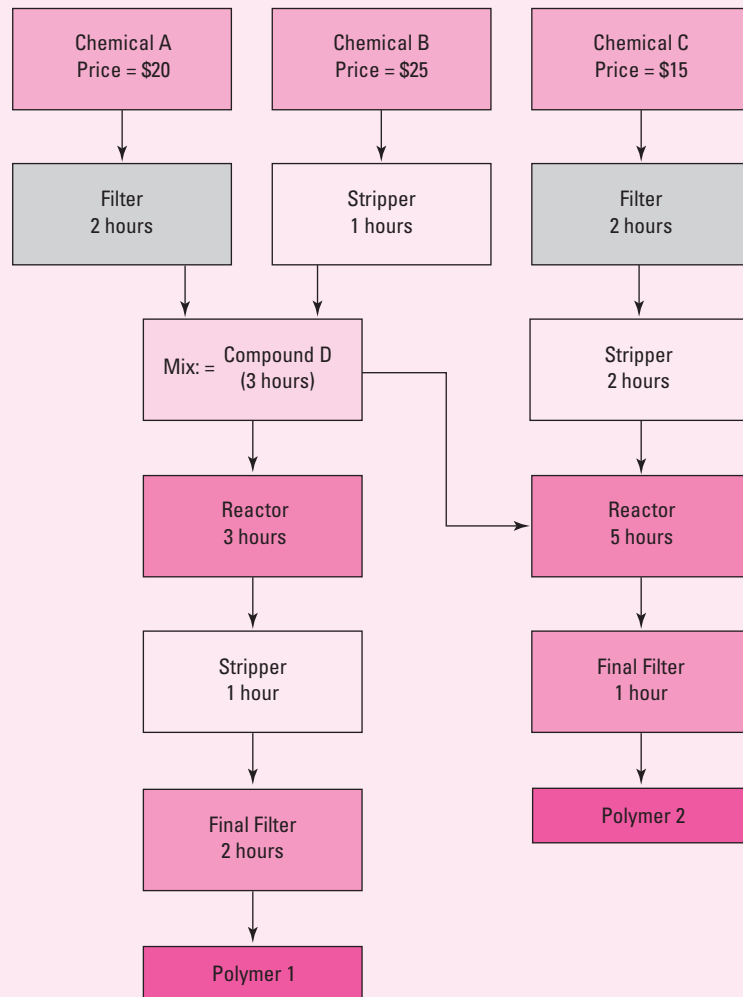 Chemical A
Price = $20
Chemical B
Price = $25
Chemical C
Price = $15
Filter
2 hours
Stripper
1 hours
Filter
2 hours
Mix: = Compound D
(3 hours)
Stripper
2 hours
Reactor
3 hours
Reactor
5 hours
Stripper
1 hour
Final Filter
1 hour
Final Filter
2 hours
Polymer 2
Polymer 1